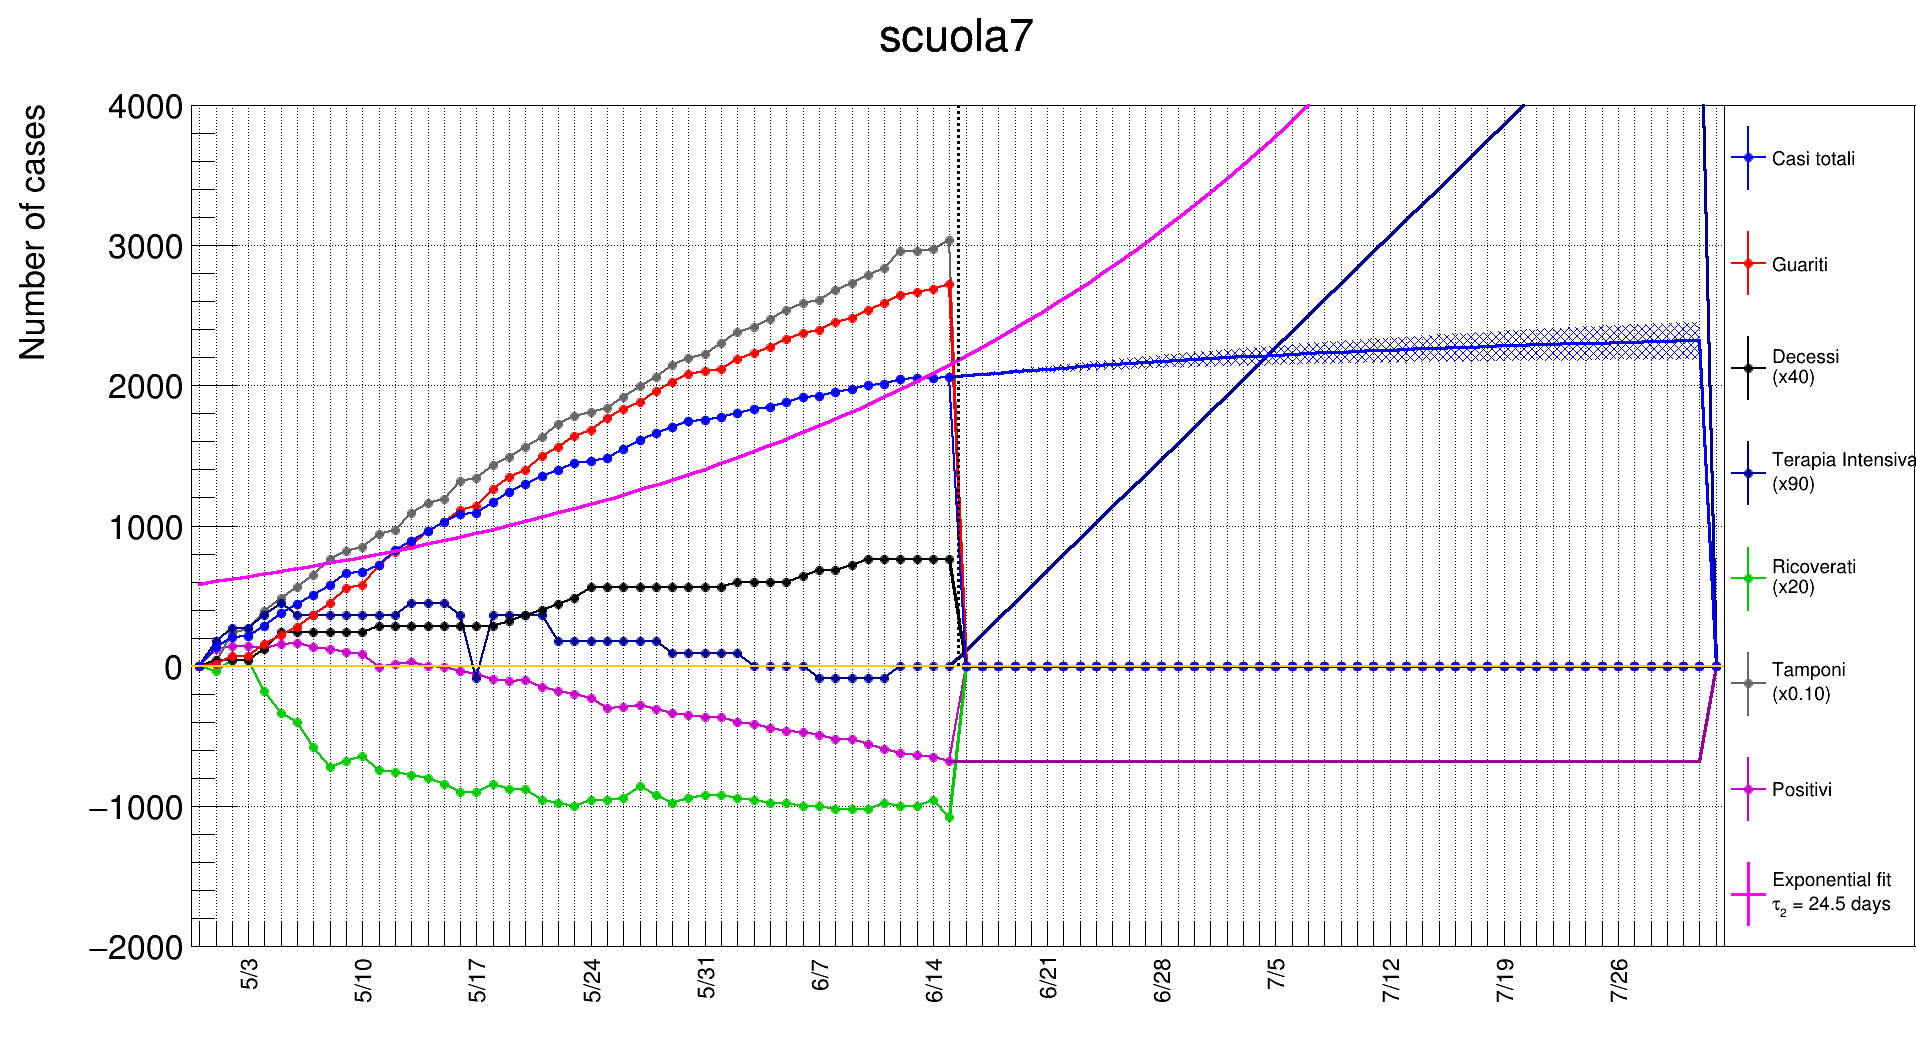 scuola7
Number of cases
4000
3000
2000
1000
0
−1000
−2000
5/3
5/10
5/17
5/24
5/31
6/7
6/14
6/21
6/28
7/5
7/12
7/19
7/26
Casi totali
Guariti
Decessi
(x40)
Terapia Intensiva
(x90)
Ricoverati
(x20)
Tamponi
(x0.10)
Positivi
Exponential fit
τ2 = 24.5 days